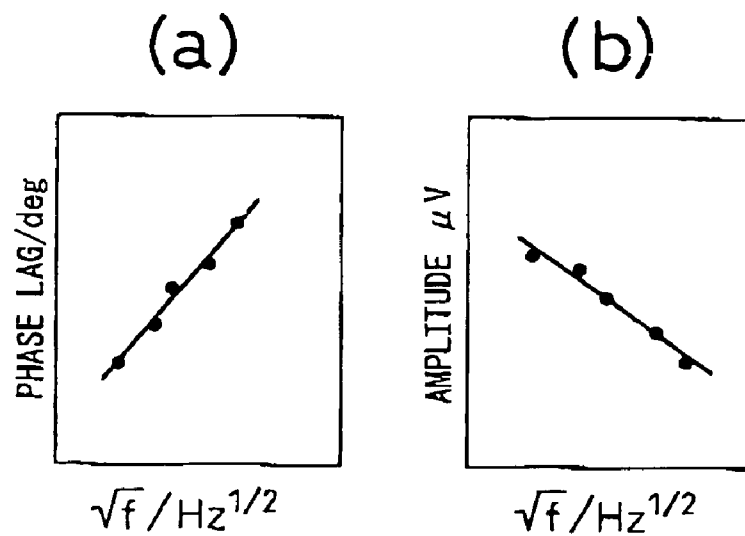 (a)
(b)
PHASE LAG/deg
√f/Hz^1/2
AMPLITUDE μV
√f/Hz^1/2